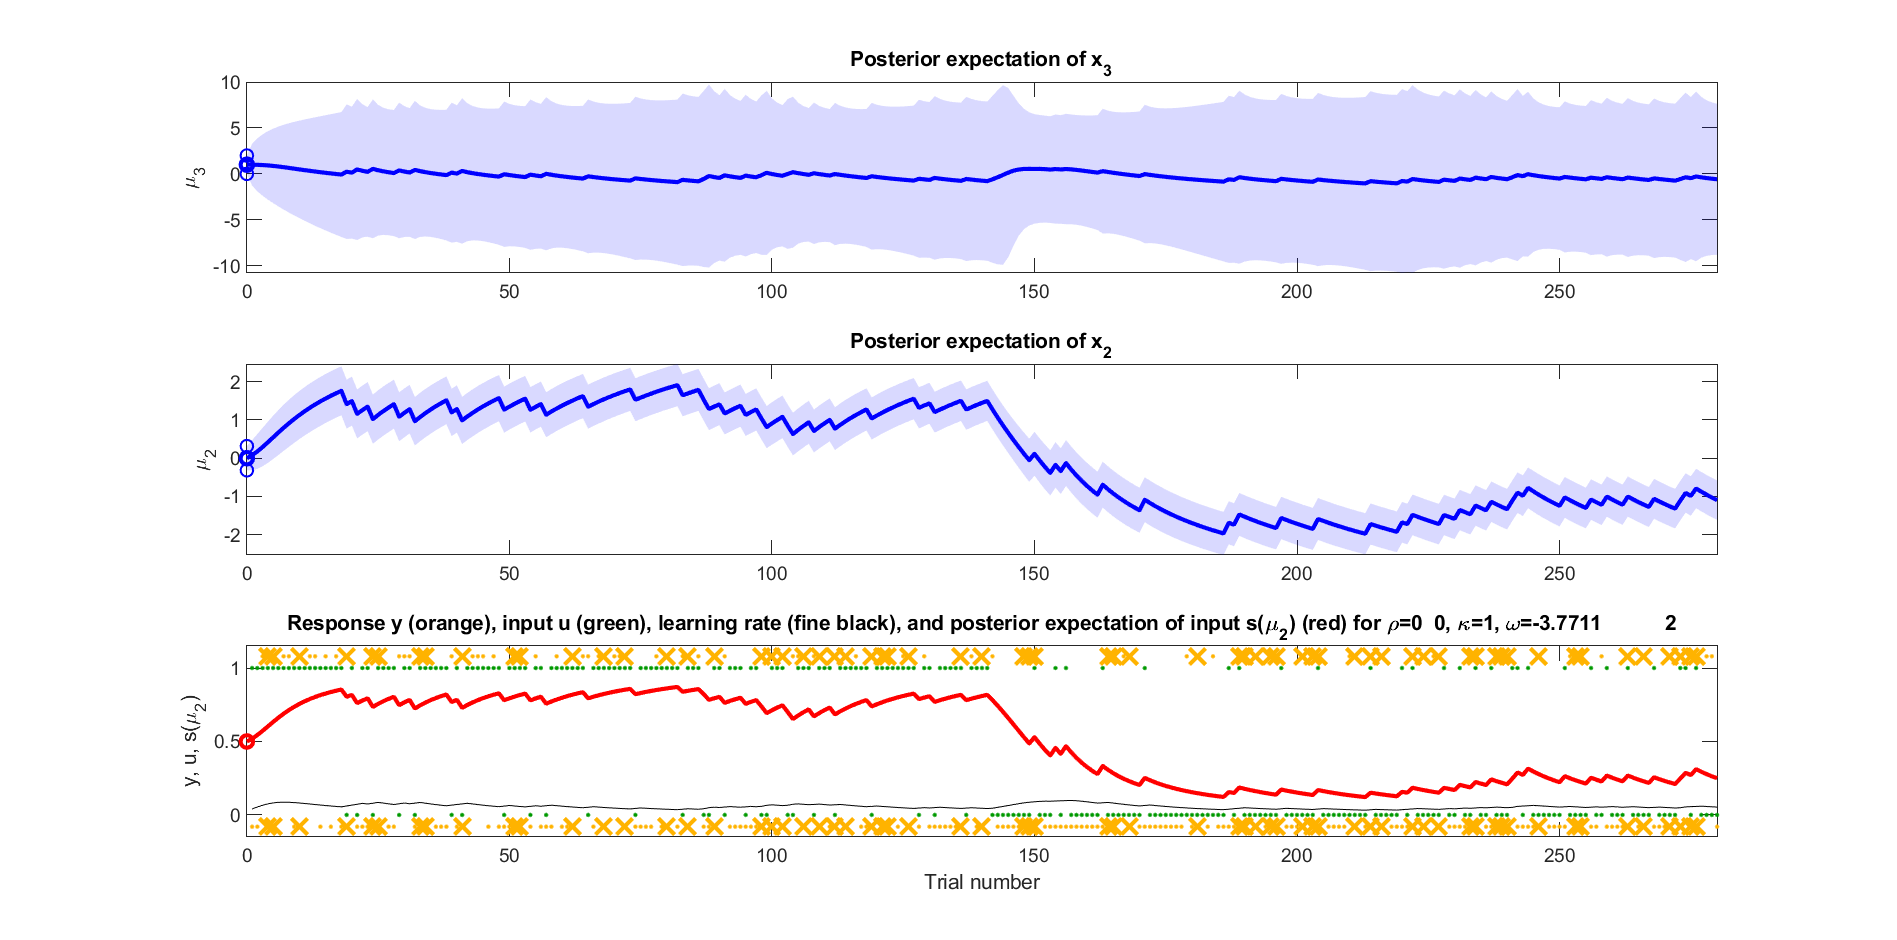 Posterior expectation of x₃
10
5
0
-5
-10
μ₃
0 50 100 150 200 250
Posterior expectation of x₂
2
1
0
-1
-2
μ₂
0 50 100 150 200 250
Response y (orange), input u (green), learning rate (fine black), and posterior expectation of input s(μ₂) (red) for ρ=0 0, κ=1, ω=-3.7711 2
1
0.5
0
y, u, s(μ₂)
0 50 100 150 200 250
Trial number